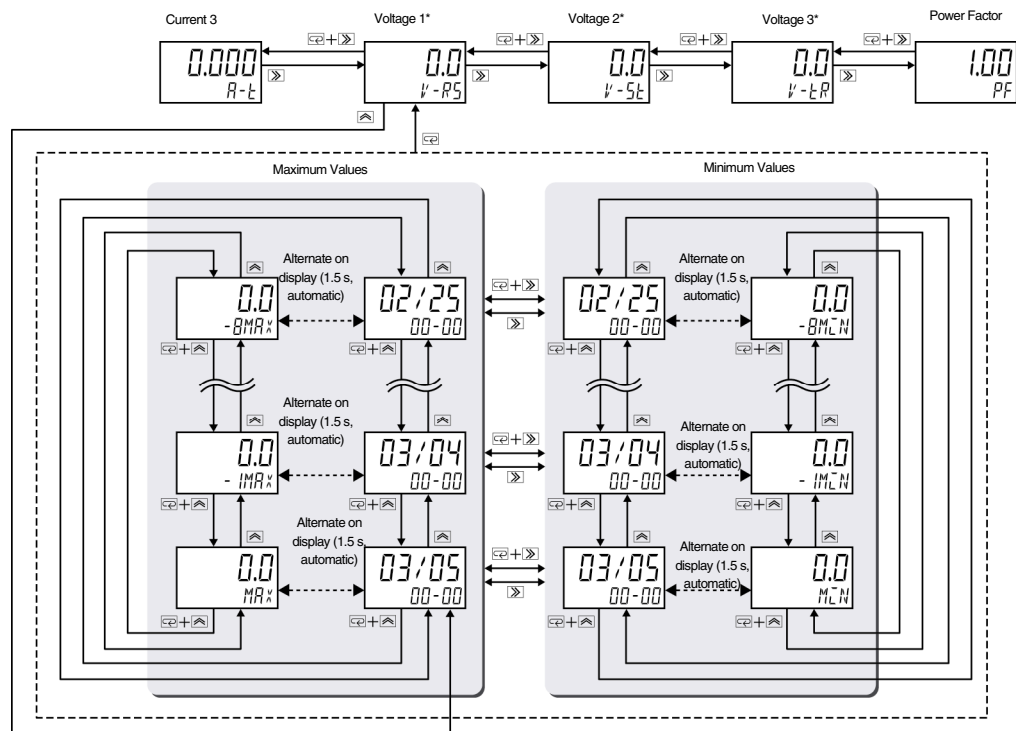 Current 3
Voltage 1*
Voltage 2*
Voltage 3*
Power Factor
+
+
+
+
0.000
A-t
0.0
V-RS
0.0
V-St
0.0
V-tR
1.00
PF
Maximum Values
Minimum Values
Alternate on
display (1.5 s,
automatic)
Alternate on
display (1.5 s,
automatic)
0.0
-8MAX
02/25
00-00
+
02/25
00-00
0.0
-8MIN
+
+
+
+
Alternate on
display (1.5 s,
automatic)
Alternate on
display (1.5 s,
automatic)
0.0
-1MAX
03/04
00-00
+
03/04
00-00
0.0
-1MIN
+
+
+
+
Alternate on
display (1.5 s,
automatic)
Alternate on
display (1.5 s,
automatic)
0.0
MAX
03/05
00-00
+
03/05
00-00
0.0
MIN
+
+
+
+